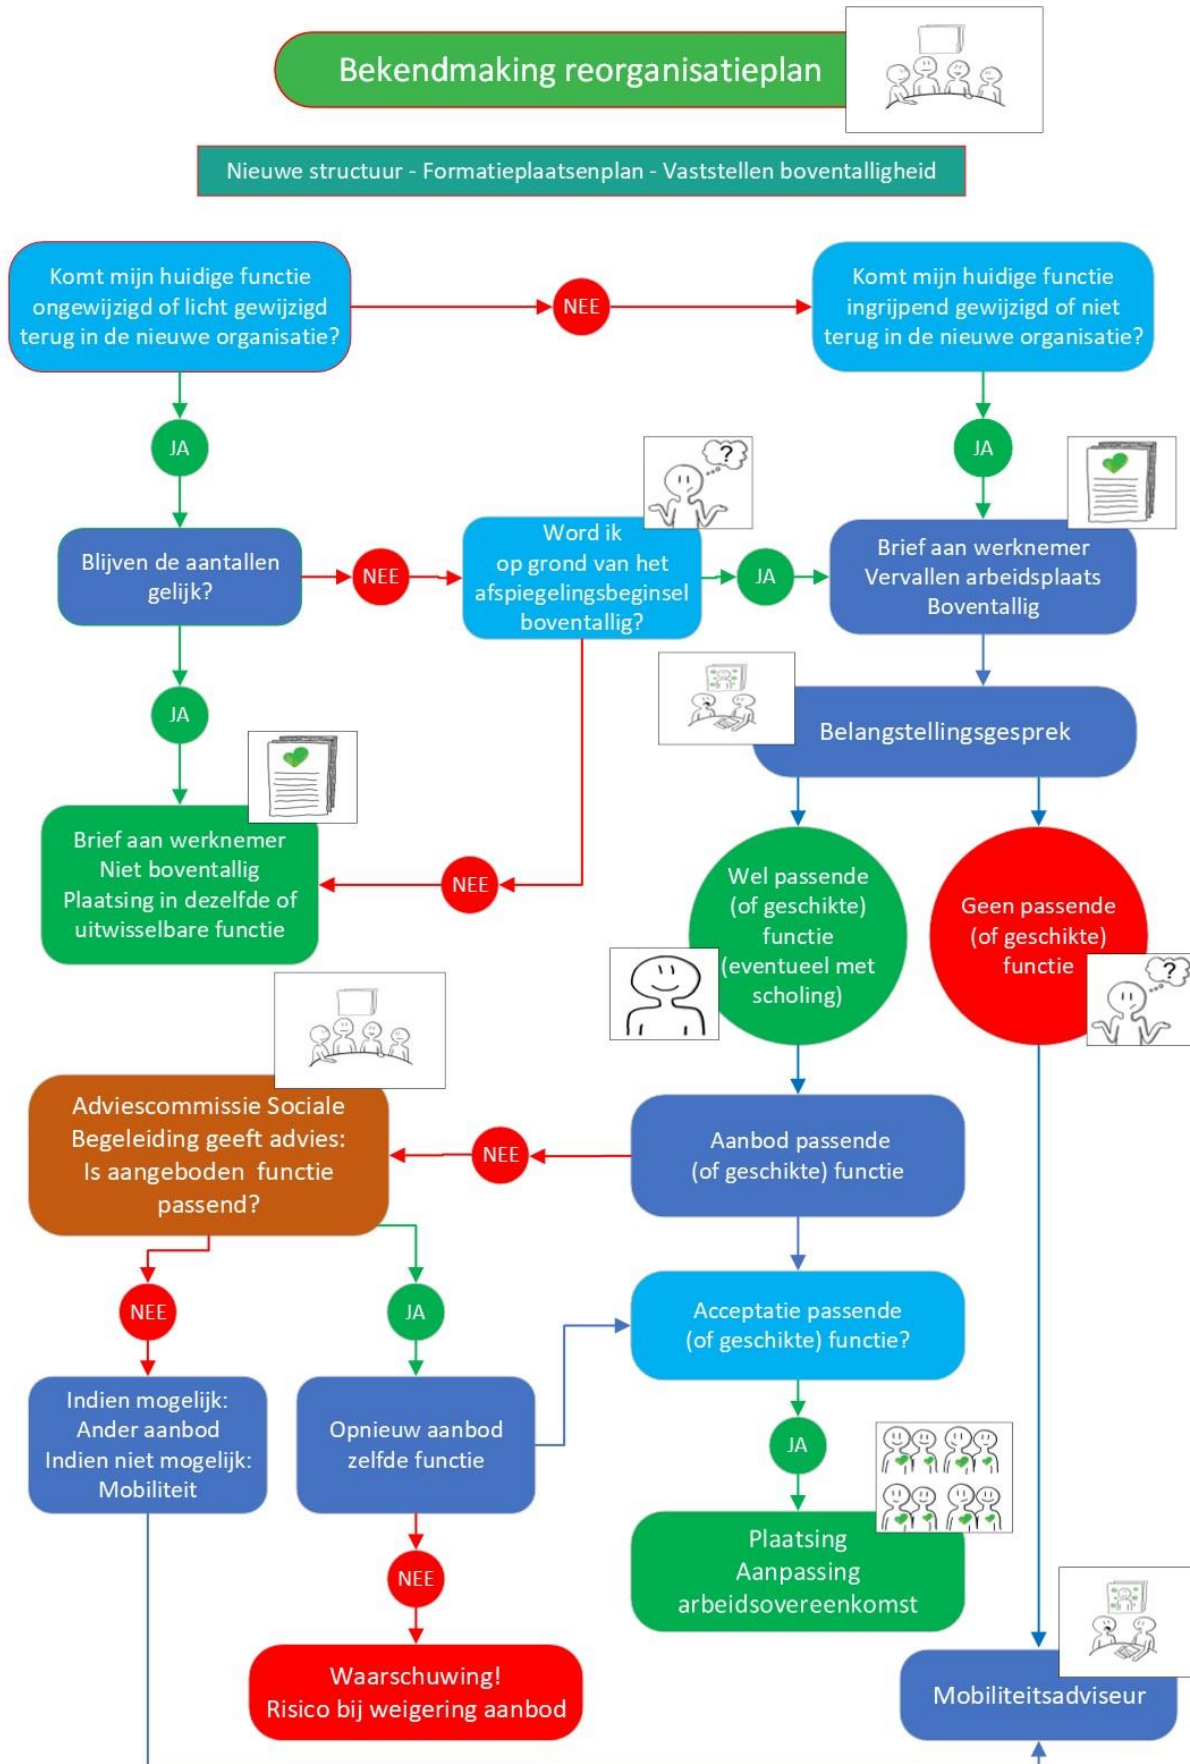 Bekendmaking reorganisatieplan
Nieuwe structuur - Formatieplaatsenplan - Vaststellen boventalligheid
Komt mijn huidige functie
ongewijzigd of licht gewijzigd
terug in de nieuwe organisatie?
NEE
Komt mijn huidige functie
ingrijpend gewijzigd of niet
terug in de nieuwe organisatie?
JA
JA
?
Blijven de aantallen
gelijk?
NEE
Word ik
op grond van het
afspiegelingsbeginsel
boventallig?
JA
Brief aan werknemer
Vervallen arbeidsplaats
Boventallig
JA
Belangstellingsgesprek
Brief aan werknemer
Niet boventallig
Plaatsing in dezelfde of
uitwisselbare functie
NEE
Wel passende
(of geschikte)
functie
(eventueel met
scholing)
Geen passende
(of geschikte)
functie
?
Adviescommissie Sociale
Begeleiding geeft advies:
Is aangeboden functie
passend?
NEE
Aanbod passende
(of geschikte) functie
NEE
JA
Acceptatie passende
(of geschikte) functie?
Indien mogelijk:
Ander aanbod
Indien niet mogelijk:
Mobiliteit
Opnieuw aanbod
zelfde functie
JA
NEE
Plaatsing
Aanpassing
arbeidsovereenkomst
Waarschuwing!
Risico bij weigering aanbod
Mobiliteitsadviseur